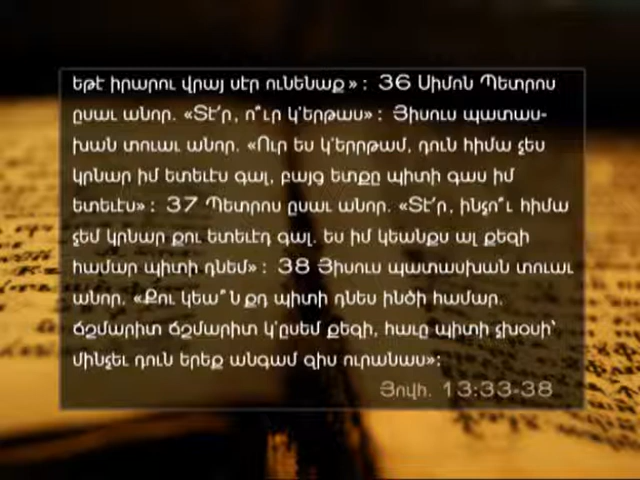 եթէ իրարու վրայ սէր ունենաք»։ 36 Սիմոն Պետրոս
ըսաւ անոր. «Տէ՛ր, ո՞ւր կ՚երթաս»։ Յիսուս պատաս-
խան տուաւ անոր. «Ուր ես կ՚երրթամ, դուն հիմա չես
կրնար իմ ետեւէս գալ, բայց ետքը պիտի գաս իմ
ետեւէս»։ 37 Պետրոս ըսաւ անոր. «Տէ՛ր, ինչո՞ւ հիմա
չեմ կրնար քու ետեւէդ գալ. ես իմ կեանքս ալ քեզի
համար պիտի դնեմ»։ 38 Յիսուս պատասխան տուաւ
անոր. «Քու կեա՞նքդ պիտի դնես ինծի համար.
ճշմարիտ ճշմարիտ կ՚ըսեմ քեզի, հաւը պիտի չխօսի՝
մինչեւ դուն երեք անգամ զիս ուրանաս»։
Յովհ. 13:33-38